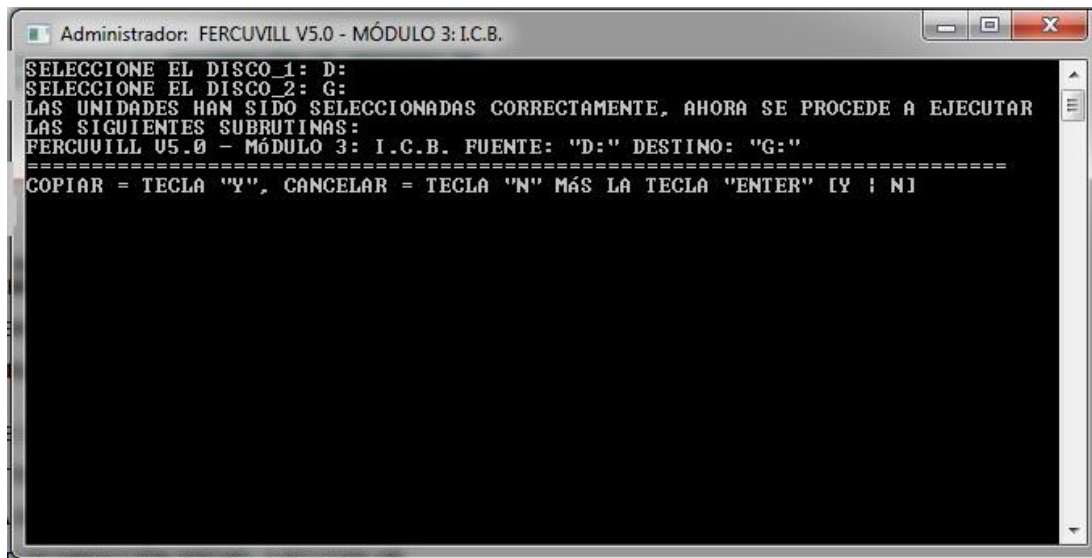 Administrador: FERCUVILL V5.0 - MÓDULO 3: I.C.B.
SELECCIONE EL DISCO_1: D:
SELECCIONE EL DISCO_2: G:
LAS UNIDADES HAN SIDO SELECCIONADAS CORRECTAMENTE, AHORA SE PROCEDE A EJECUTAR
LAS SIGUIENTES SUBRUTINAS:
FERCUVILL V5.0 - MóDULO 3: I.C.B. FUENTE: "D:" DESTINO: "G:"
==============================================================================
COPIAR = TECLA "Y", CANCELAR = TECLA "N" MáS LA TECLA "ENTER" [Y ¦ N]